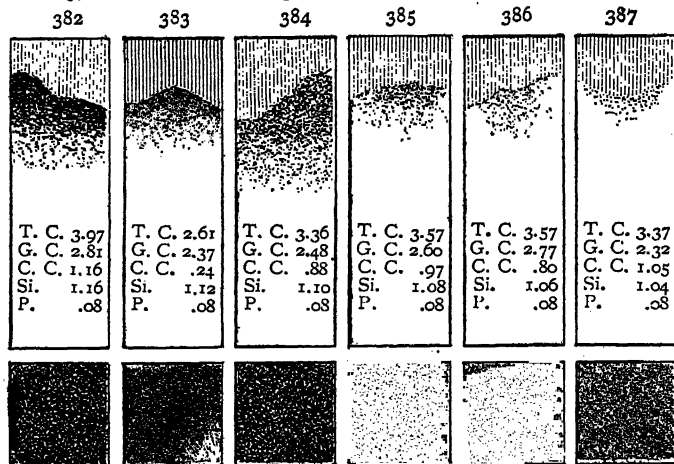 382 383 384 385 386 387
T. C. 3.97 T. C. 2.61 T. C. 3.36 T. C. 3.57 T. C. 3.57 T. C. 3.37
G. C. 2.81 G. C. 2.37 G. C. 2.48 G. C. 2.60 G. C. 2.77 G. C. 2.32
C. C. 1.16 C. C. .24 C. C. .88 C. C. .97 C. C. .80 C. C. 1.05
Si. 1.16 Si. 1.12 Si. 1.10 Si. 1.08 Si. 1.06 Si. 1.04
P. .08 P. .08 P. .08 P. .08 P. .08 P. .08